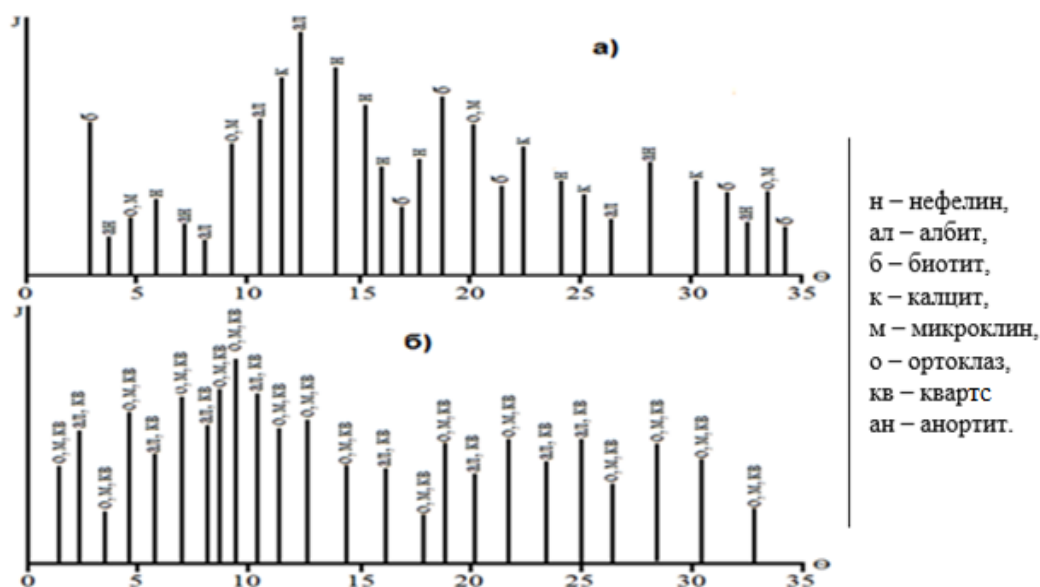 J
а)
б
ан
о,м
н
ан
ал
о,м
ал
к
ал
н
н
н
б
н
б
о,м
б
к
н
к
ал
ан
к
б
ан
о,м
б
0 5 10 15 20 25 30 35 Θ
J
б)
о,м,кв
ал, кв
о,м,кв
о,м,кв
ал, кв
о,м,кв
ал, кв
о,м,кв
о,м,кв
ал, кв
о,м,кв
о,м,кв
о,м,кв
ал, кв
о,м,кв
о,м,кв
ал, кв
о,м,кв
ал, кв
ал, кв
о,м,кв
о,м,кв
о,м,кв
о,м,кв
0 5 10 15 20 25 30 35 Θ
н – нефелин,
ал – албит,
б – биотит,
к – калцит,
м – микроклин,
о – ортоклаз,
кв – квартс
ан – анортит.